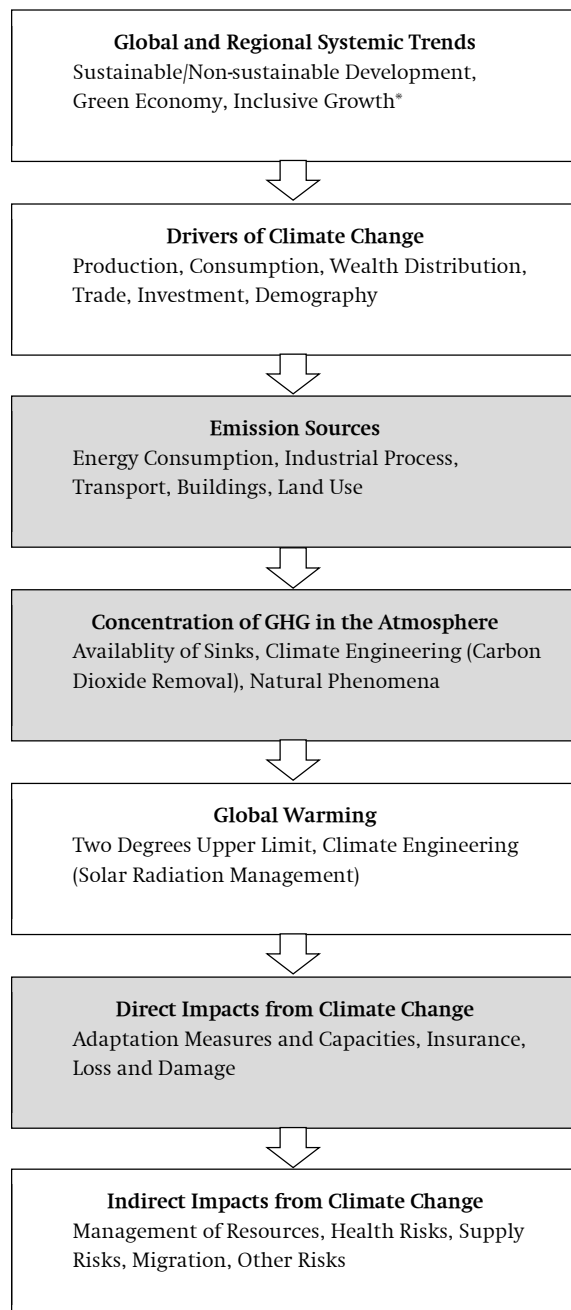 Global and Regional Systemic Trends
Sustainable/Non-sustainable Development,
Green Economy, Inclusive Growth*
Drivers of Climate Change
Production, Consumption, Wealth Distribution,
Trade, Investment, Demography
Emission Sources
Energy Consumption, Industrial Process,
Transport, Buildings, Land Use
Concentration of GHG in the Atmosphere
Availablity of Sinks, Climate Engineering (Carbon
Dioxide Removal), Natural Phenomena
Global Warming
Two Degrees Upper Limit, Climate Engineering
(Solar Radiation Management)
Direct Impacts from Climate Change
Adaptation Measures and Capacities, Insurance,
Loss and Damage
Indirect Impacts from Climate Change
Management of Resources, Health Risks, Supply
Risks, Migration, Other Risks